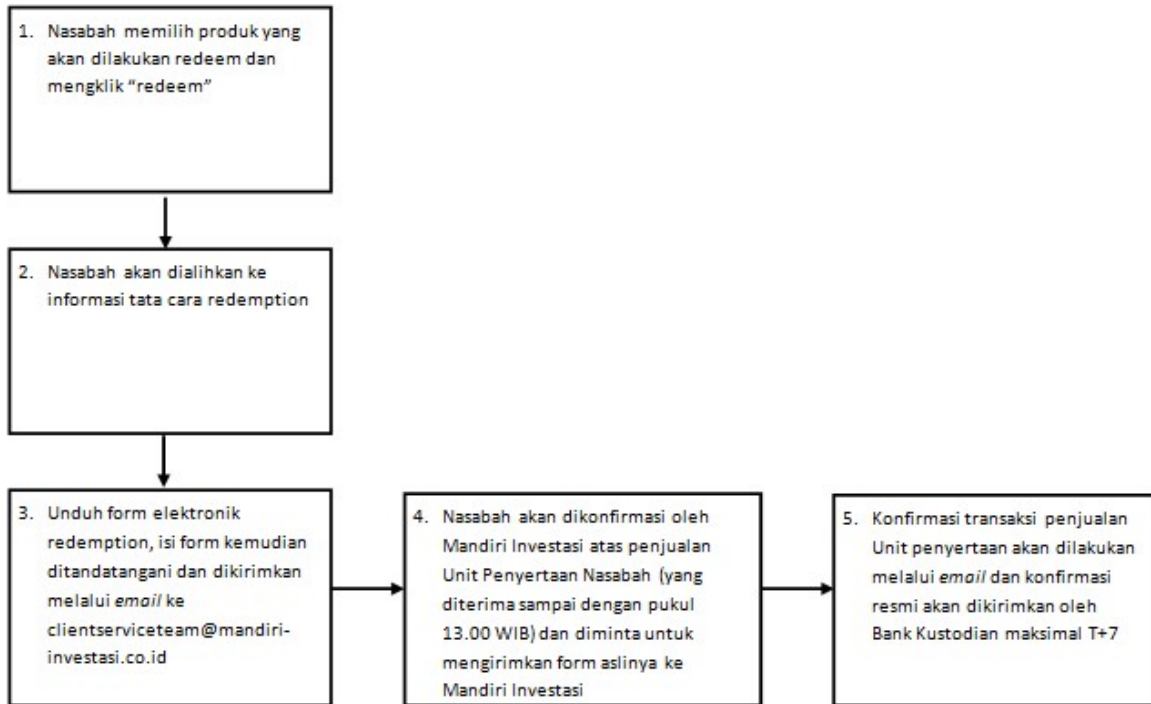 1. Nasabah memilih produk yang
akan dilakukan redeem dan
mengklik “redeem”
2. Nasabah akan dialihkan ke
informasi tata cara redemption
3. Unduh form elektronik
redemption, isi form kemudian
ditandatangani dan dikirimkan
melalui email ke
clientserviceteam@mandiri-
investasi.co.id
4. Nasabah akan dikonfirmasi oleh
Mandiri Investasi atas penjualan
Unit Penyertaan Nasabah (yang
diterima sampai dengan pukul
13.00 WIB) dan diminta untuk
mengirimkan form aslinya ke
Mandiri Investasi
5. Konfirmasi transaksi penjualan
Unit penyertaan akan dilakukan
melalui email dan konfirmasi
resmi akan dikirimkan oleh
Bank Kustodian maksimal T+7